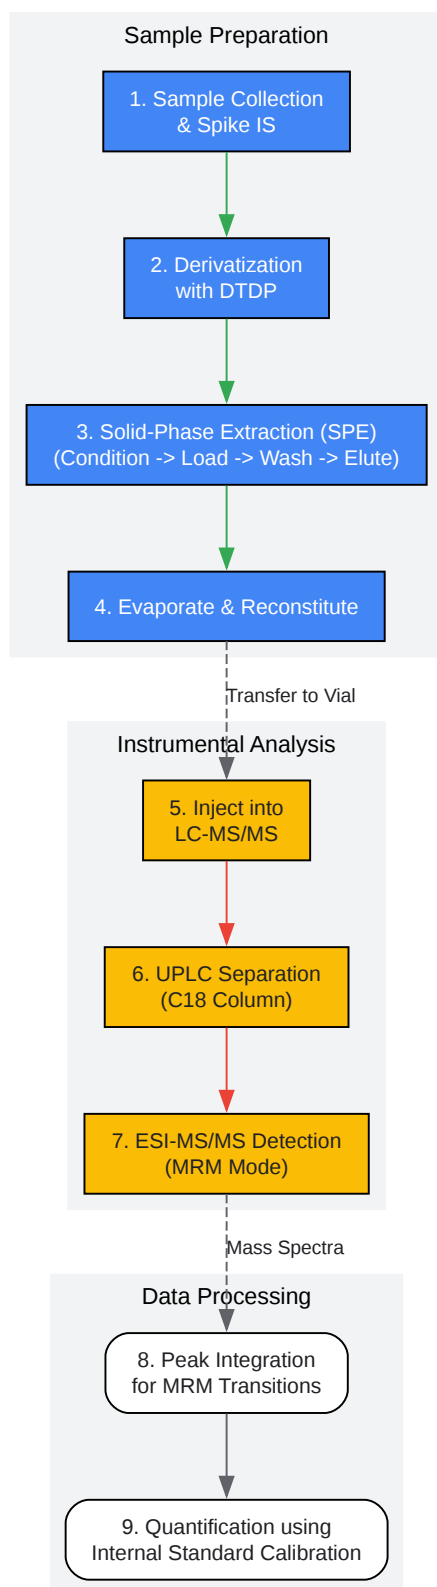 Sample Preparation
1. Sample Collection
& Spike IS
2. Derivatization
with DTDP
3. Solid-Phase Extraction (SPE)
(Condition -> Load -> Wash -> Elute)
4. Evaporate & Reconstitute
Transfer to Vial
Instrumental Analysis
5. Inject into
LC-MS/MS
6. UPLC Separation
(C18 Column)
7. ESI-MS/MS Detection
(MRM Mode)
Mass Spectra
Data Processing
8. Peak Integration
for MRM Transitions
9. Quantification using
Internal Standard Calibration